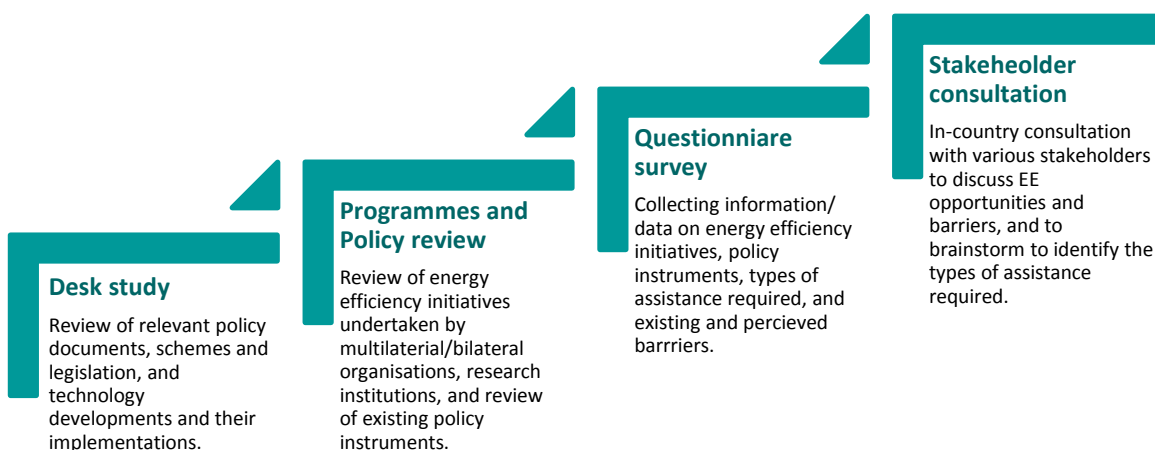 Desk study
Review of relevant policy
documents, schemes and
legislation, and
technology
developments and their
implementations.
Programmes and
Policy review
Review of energy
efficiency initiatives
undertaken by
multilaterial/bilateral
organisations, research
institutions, and review
of existing policy
instruments.
Questionniare
survey
Collecting information/
data on energy efficiency
initiatives, policy
instruments, types of
assistance required, and
existing and percieved
barrriers.
Stakeheolder
consultation
In-country consultation
with various stakeholders
to discuss EE
opportunities and
barriers, and to
brainstorm to identify the
types of assistance
required.